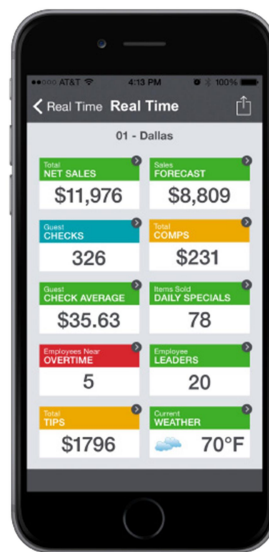 AT&T 4:13 PM 100%
Real Time Real Time
01 - Dallas
Total
NET SALES
$11,976
Sales
FORECAST
$8,809
Guest
CHECKS
326
Total
COMPS
$231
Guest
CHECK AVERAGE
$35.63
Items Sold
DAILY SPECIALS
78
Employees Near
OVERTIME
5
Employee
LEADERS
20
Total
TIPS
$1796
Current
WEATHER
70°F